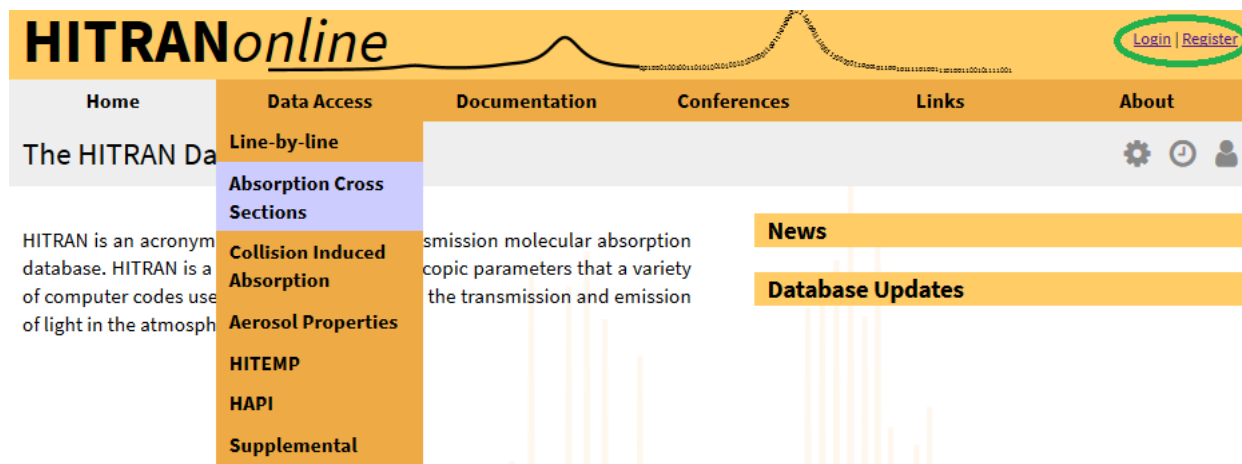 HITRANonline
Login | Register
Home Data Access Documentation Conferences Links About
The HITRAN Da
Line-by-line
Absorption Cross
Sections
Collision Induced
Absorption
Aerosol Properties
HITEMP
HAPI
Supplemental
HITRAN is an acronym smission molecular absorption
database. HITRAN is a copic parameters that a variety
of computer codes use the transmission and emission
of light in the atmosph
News
Database Updates